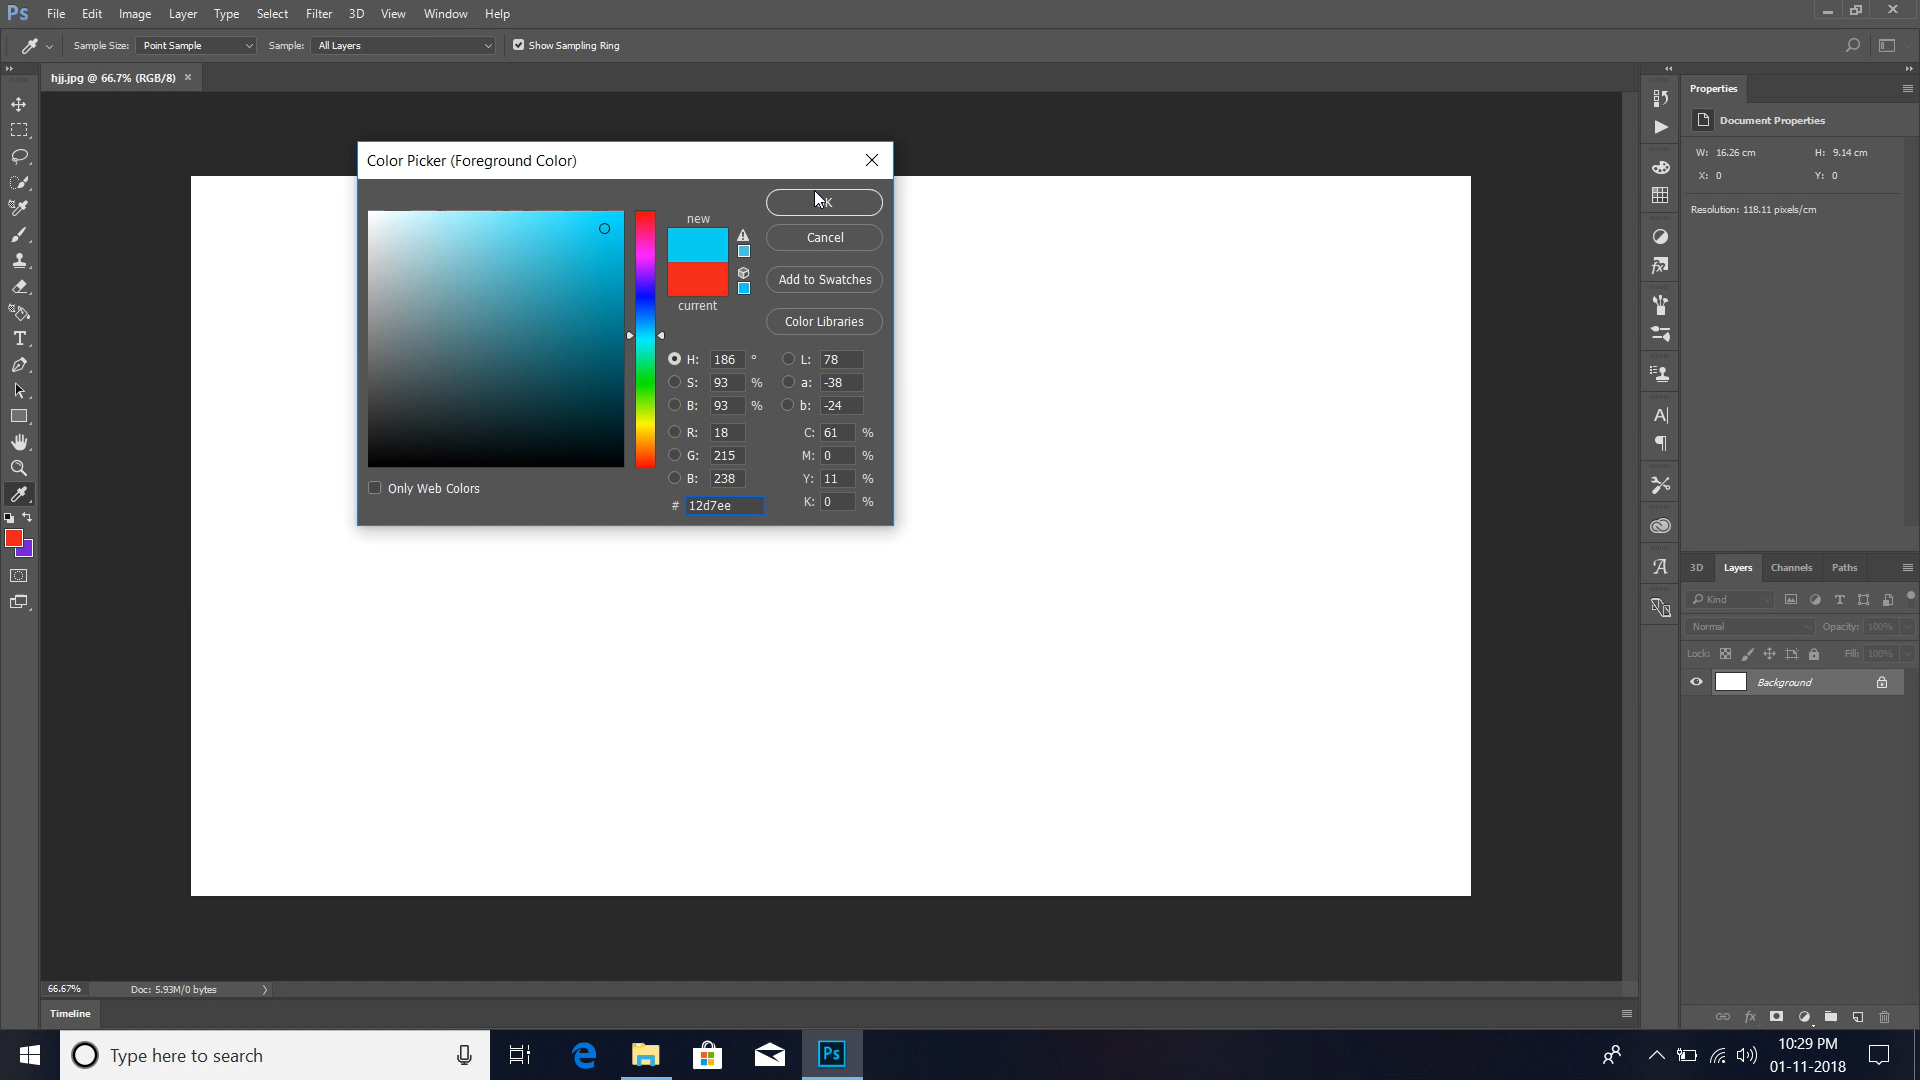 Ps File Edit Image Layer Type Select Filter 3D View Window Help
Sample Size: Point Sample Sample: All Layers Show Sampling Ring
hjj.jpg @ 66.7% (RGB/8)
Color Picker (Foreground Color)
new
current
Cancel
Add to Swatches
Color Libraries
H: 186 ° L: 78
S: 93 % a: -38
B: 93 % b: -24
R: 18 C: 61 %
G: 215 M: 0 %
B: 238 Y: 11 %
# 12d7ee K: 0 %
Only Web Colors
Properties
Document Properties
W: 16.26 cm H: 9.14 cm
X: 0 Y: 0
Resolution: 118.11 pixels/cm
3D Layers Channels Paths
Kind
Normal Opacity: 100%
Lock: Fill: 100%
Background
66.67% Doc: 5.93M/0 bytes
Timeline
Type here to search
Ps
10:29 PM
01-11-2018